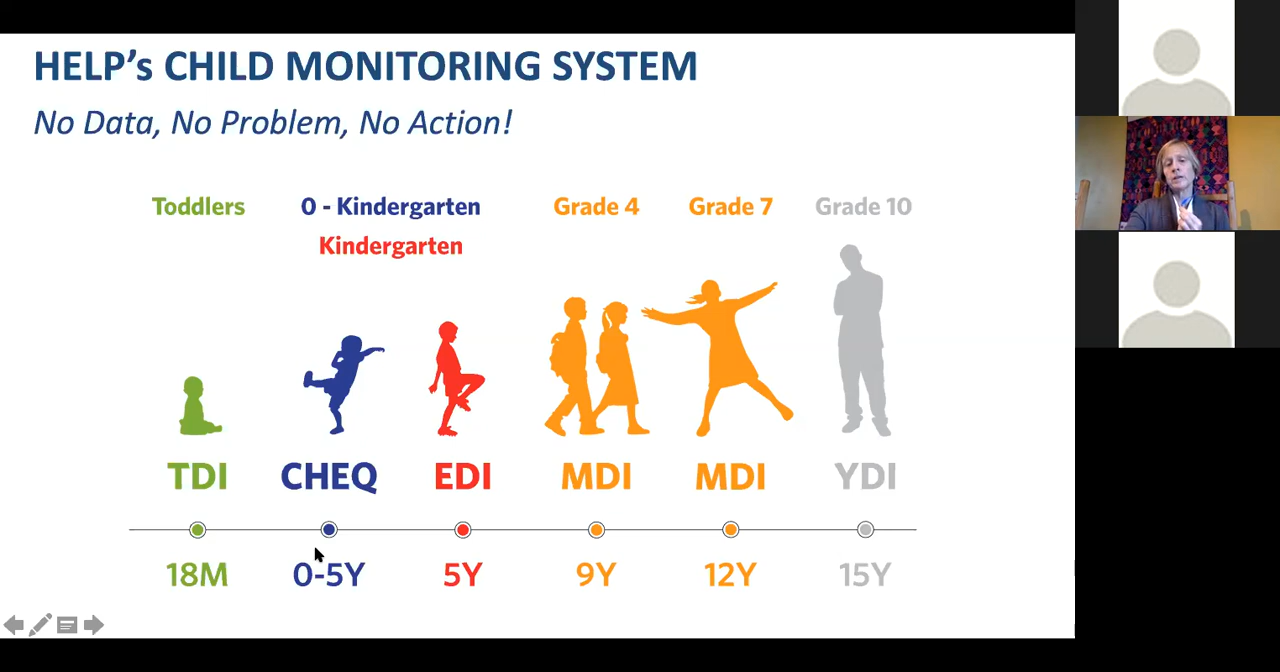 HELP's CHILD MONITORING SYSTEM
No Data, No Problem, No Action!
Toddlers 0 - Kindergarten Grade 4 Grade 7 Grade 10
Kindergarten
TDI CHEQ EDI MDI MDI YDI
18M 0-5Y 5Y 9Y 12Y 15Y